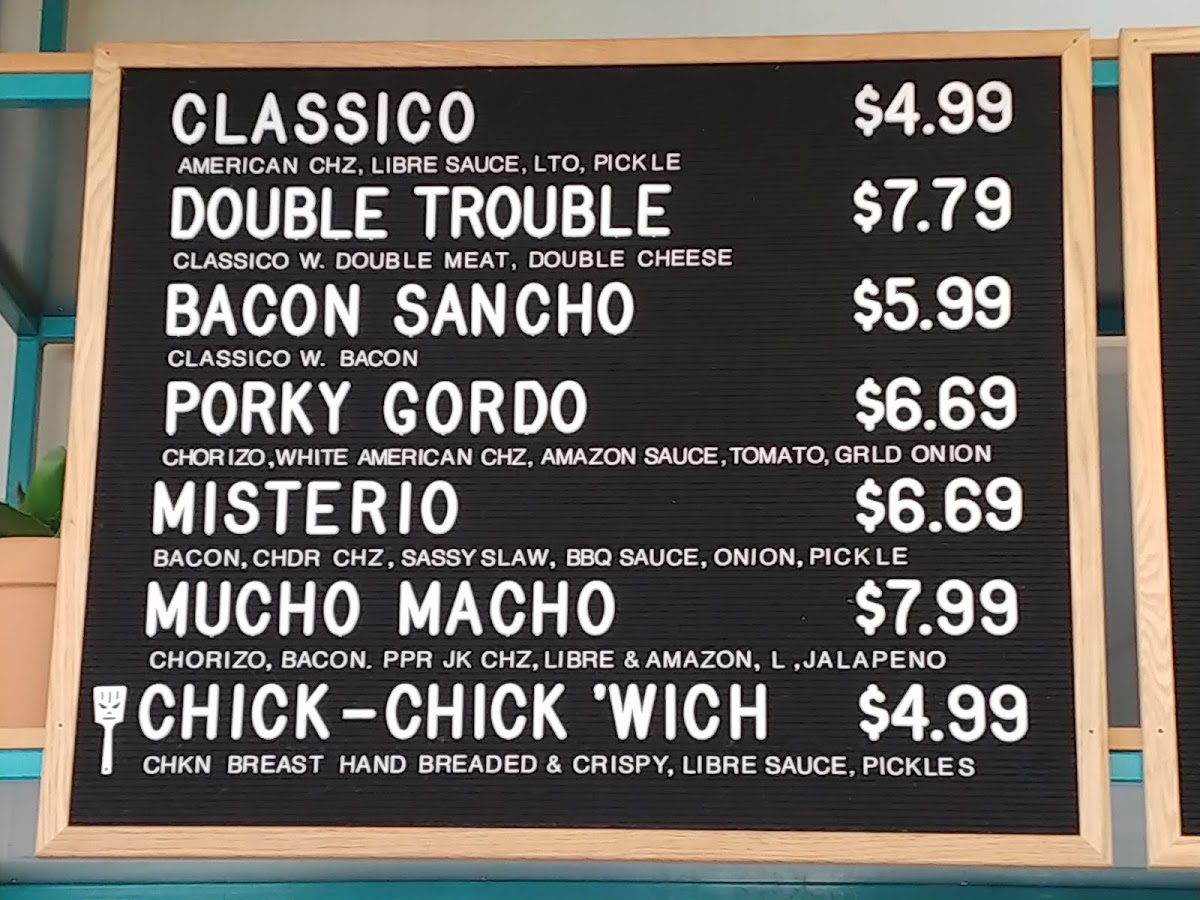 CLASSICO $4.99
AMERICAN CHZ, LIBRE SAUCE, LTO, PICKLE
DOUBLE TROUBLE $7.79
CLASSICO W. DOUBLE MEAT, DOUBLE CHEESE
BACON SANCHO $5.99
CLASSICO W. BACON
PORKY GORDO $6.69
CHORIZO, WHITE AMERICAN CHZ, AMAZON SAUCE, TOMATO, GRLD ONION
MISTERIO $6.69
BACON, CHDR CHZ, SASSY SLAW, BBQ SAUCE, ONION, PICKLE
MUCHO MACHO $7.99
CHORIZO, BACON. PPR JK CHZ, LIBRE & AMAZON, L ,JALAPENO
CHICK-CHICK 'WICH $4.99
CHKN BREAST HAND BREADED & CRISPY, LIBRE SAUCE, PICKLES